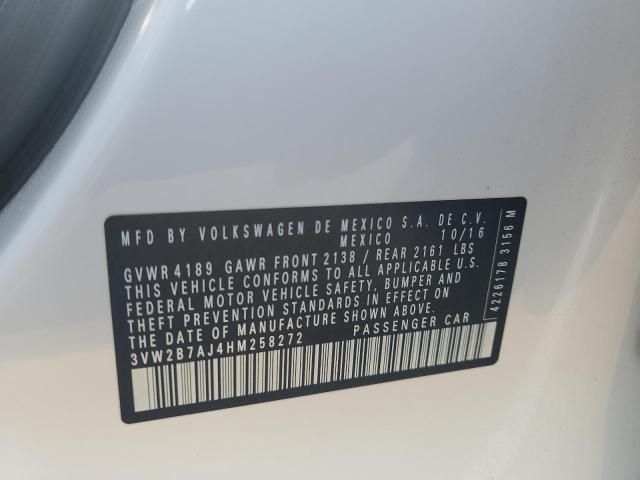 MFD BY VOLKSWAGEN DE MEXICO S.A. DE C.V.
MEXICO 10/16
GVWR 4189 GAWR FRONT 2138 / REAR 2161 LBS
THIS VEHICLE CONFORMS TO ALL APPLICABLE U.S.
FEDERAL MOTOR VEHICLE SAFETY, BUMPER AND
THEFT PREVENTION STANDARDS IN EFFECT ON
THE DATE OF MANUFACTURE SHOWN ABOVE.
3VW2B7AJ4HM258272 PASSENGER CAR
4226178 3156 M